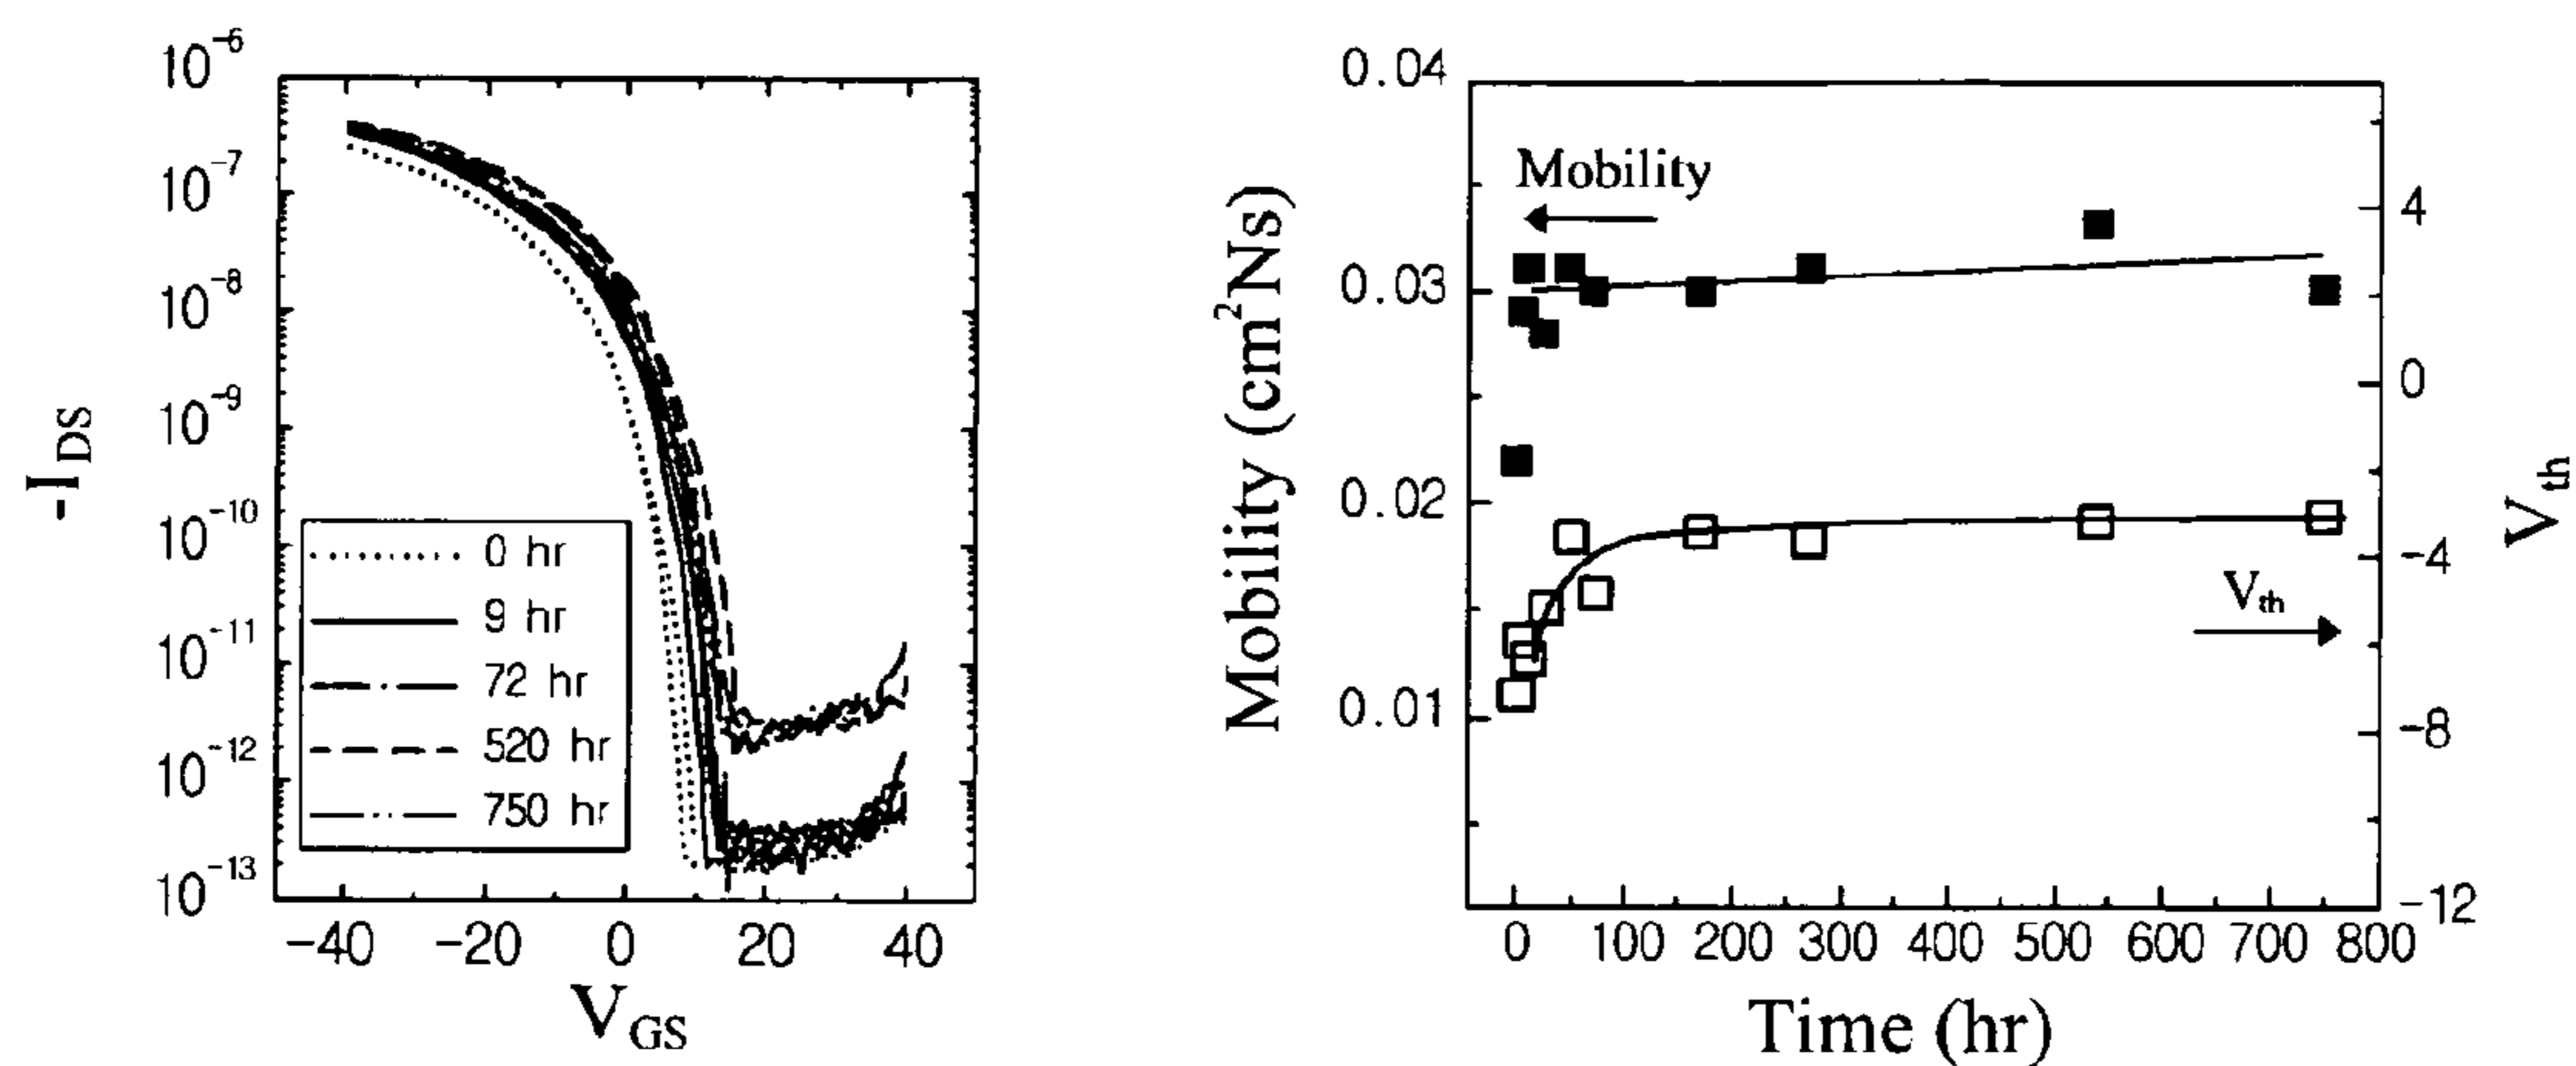 10⁻⁶
10⁻⁷
10⁻⁸
10⁻⁹
10⁻¹⁰
10⁻¹¹
10⁻¹²
10⁻¹³
-I_DS
0 hr
9 hr
72 hr
520 hr
750 hr
-40 -20 0 20 40
V_GS
0.04
0.03
0.02
0.01
Mobility (cm²Ns)
Mobility
V_th
4
0
-4
-8
-12
V_th
0 100 200 300 400 500 600 700 800
Time (hr)